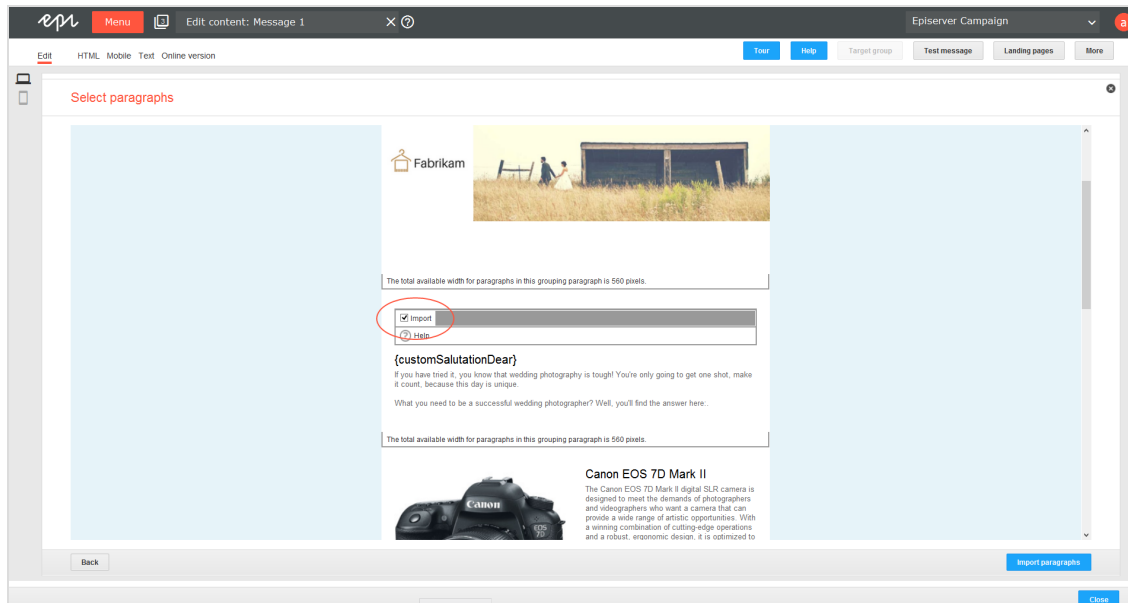 epi Menu 3 Edit content: Message 1 Episerver Campaign a
Edit HTML Mobile Text Online version Tour Help Target group Test message Landing pages More
Select paragraphs
Fabrikam
The total available width for paragraphs in this grouping paragraph is 560 pixels.
Import
? Help
{customSalutationDear}
If you have tried it, you know that wedding photography is tough! You're only going to get one shot, make
it count, because this day is unique.
What you need to be a successful wedding photographer? Well, you'll find the answer here:.
The total available width for paragraphs in this grouping paragraph is 560 pixels.
Canon EOS 7D Mark II
The Canon EOS 7D Mark II digital SLR camera is
designed to meet the demands of photographers
and videographers who want a camera that can
provide a wide range of artistic opportunities. With
a winning combination of cutting-edge operations
and a robust, ergonomic design, it is optimized to
Canon
EOS
7D
Back Import paragraphs
Close